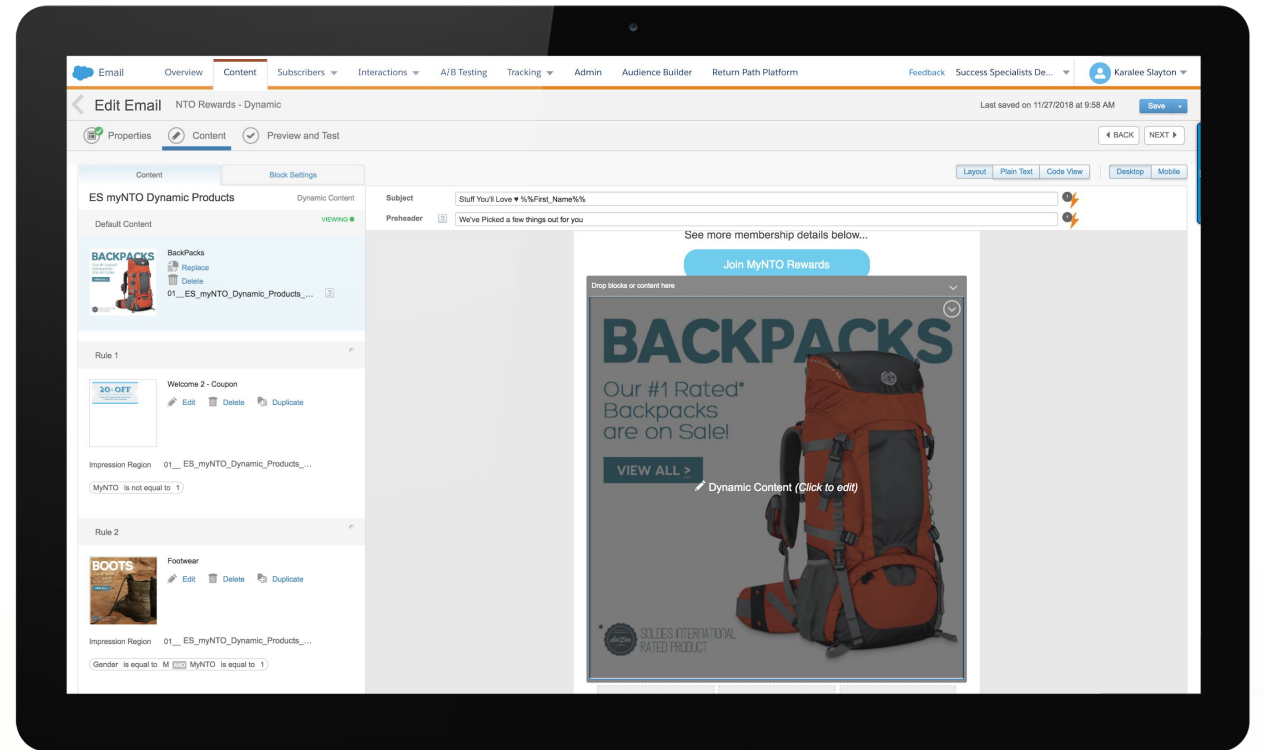 Email Overview Content Subscribers Interactions A/B Testing Tracking Admin Audience Builder Return Path Platform Feedback Success Specialists De... Karalee Slayton
Edit Email NTO Rewards - Dynamic Last saved on 11/27/2018 at 9:58 AM Save
Properties Content Preview and Test BACK NEXT
Content Block Settings Layout Plain Text Code View Desktop Mobile
ES myNTO Dynamic Products Dynamic Content
Subject Stuff You'll Love ♥ %%First_Name%%
Default Content VIEWING
Preheader ? We've Picked a few things out for you
BACKPACKS
BackPacks
Replace
Delete
01__ES_myNTO_Dynamic_Products_... ?
Rule 1
20% OFF
Welcome 2 - Coupon
Edit Delete Duplicate
Impression Region 01__ ES_myNTO_Dynamic_Products_...
MyNTO is not equal to 1
Rule 2
BOOTS
Footwear
Edit Delete Duplicate
Impression Region 01__ ES_myNTO_Dynamic_Products_...
Gender is equal to M AND MyNTO is equal to 1
See more membership details below...
Join MyNTO Rewards
Drop blocks or content here
BACKPACKS
Our #1 Rated*
Backpacks
are on Sale!
VIEW ALL >
Dynamic Content (Click to edit)
* SOLDES INTERNATIONAL
RATED PRODUCT